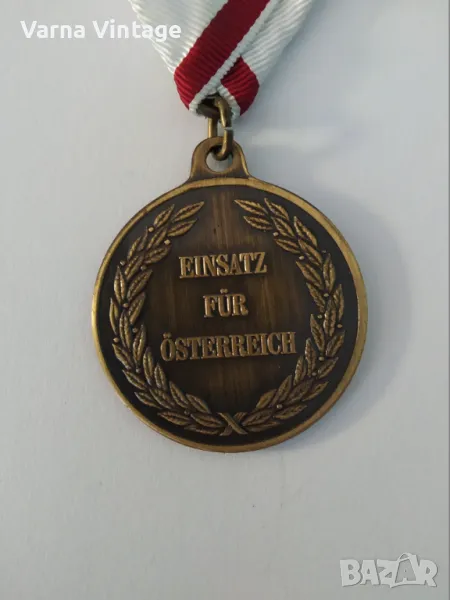 Varna Vintage
EINSATZ
FÜR
ÖSTERREICH
BAZAR